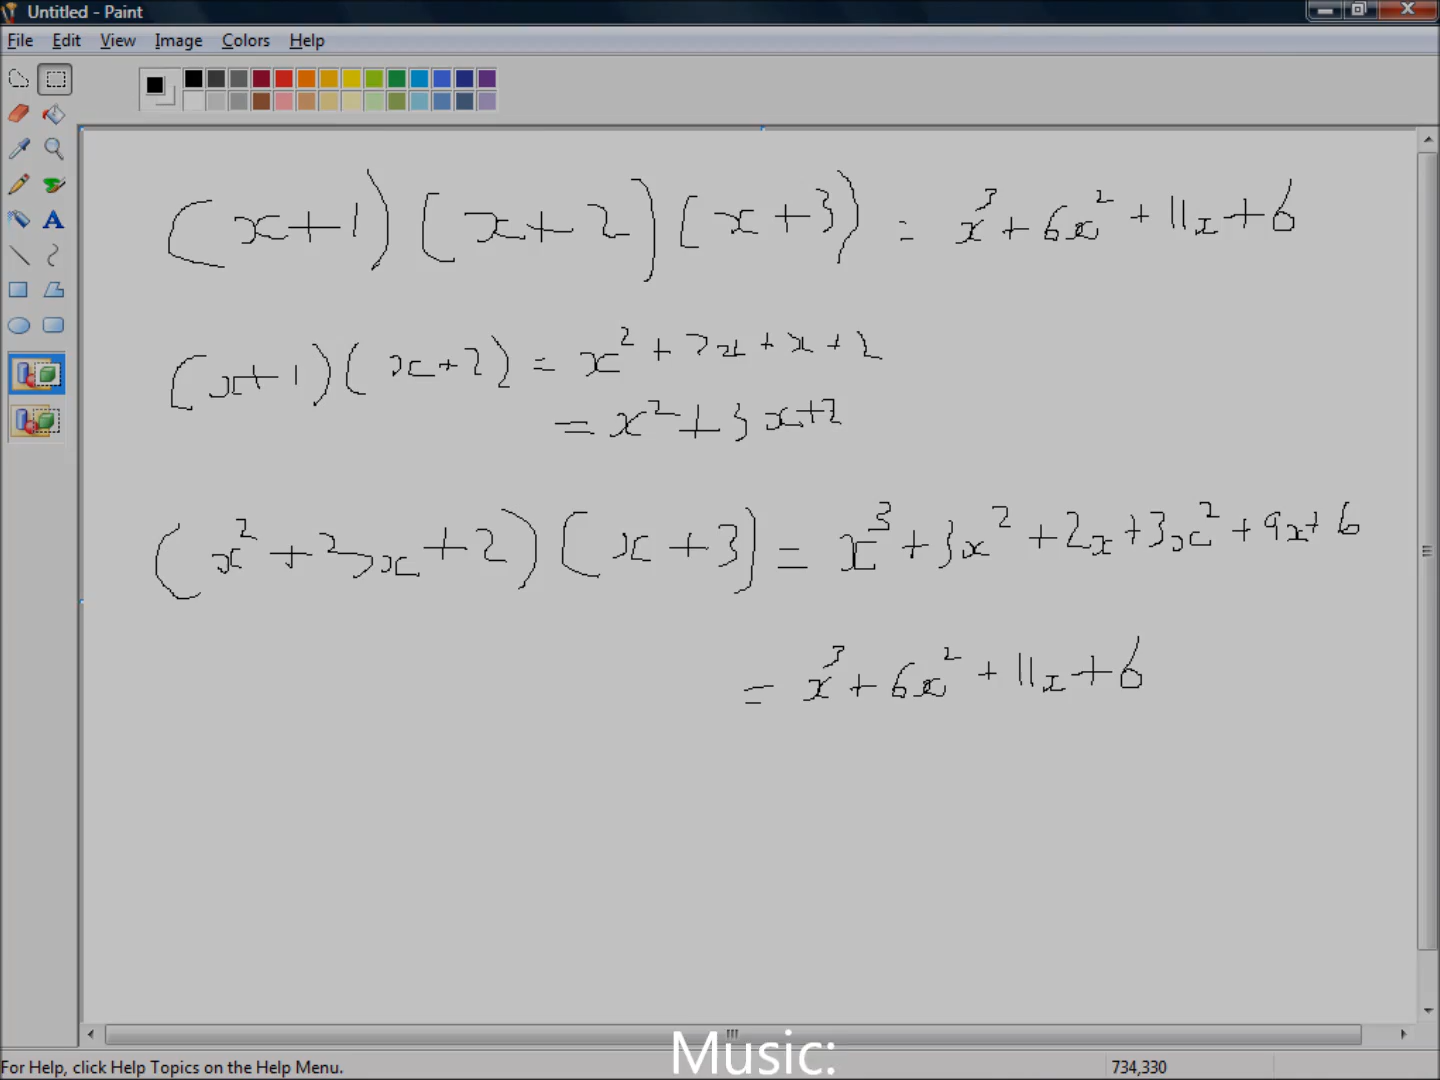 Untitled - Paint
File Edit View Image Colors Help
(x+1)(x+2)(x+3) = x³+6x²+11x+6
(x+1)(x+2) = x²+2x+x+2
= x²+3x+2
(x²+3x+2)(x+3) = x³+3x²+2x+3x²+9x+6
= x³+6x²+11x+6
Music:
For Help, click Help Topics on the Help Menu. 734,330